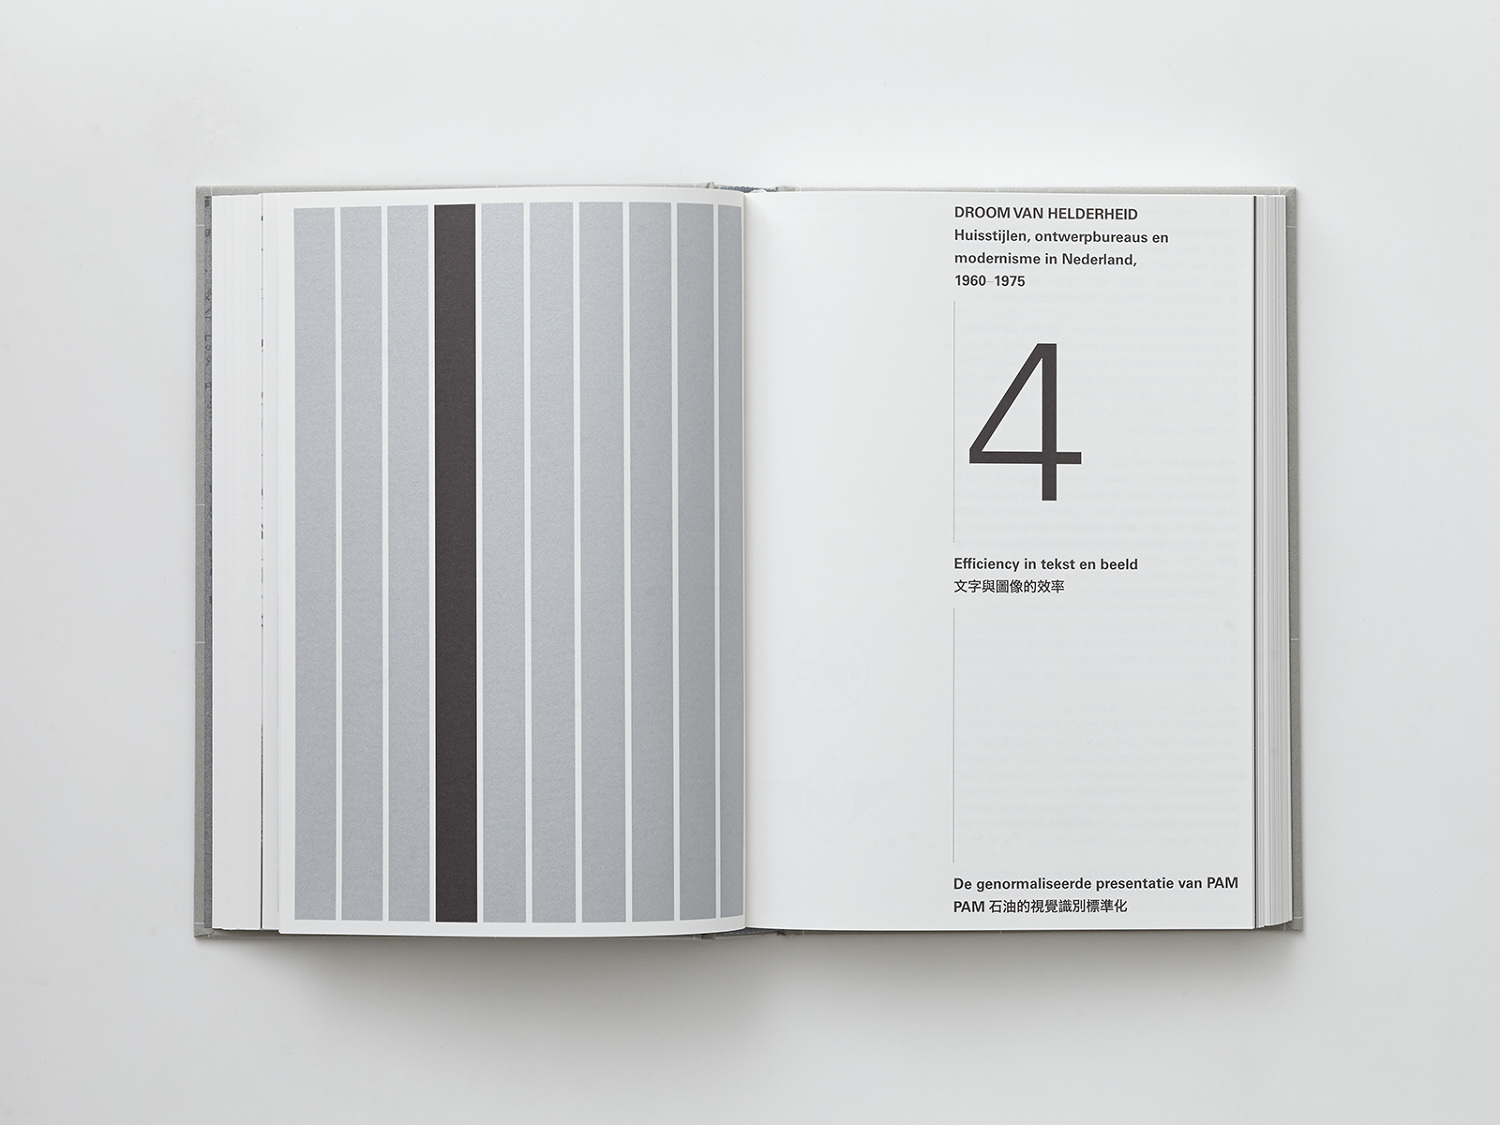 DROOM VAN HELDERHEID
Huisstijlen, ontwerpbureaus en
modernisme in Nederland,
1960–1975
4
Efficiency in tekst en beeld
文字與圖像的效率
De genormaliseerde presentatie van PAM
PAM 石油的視覺識別標準化